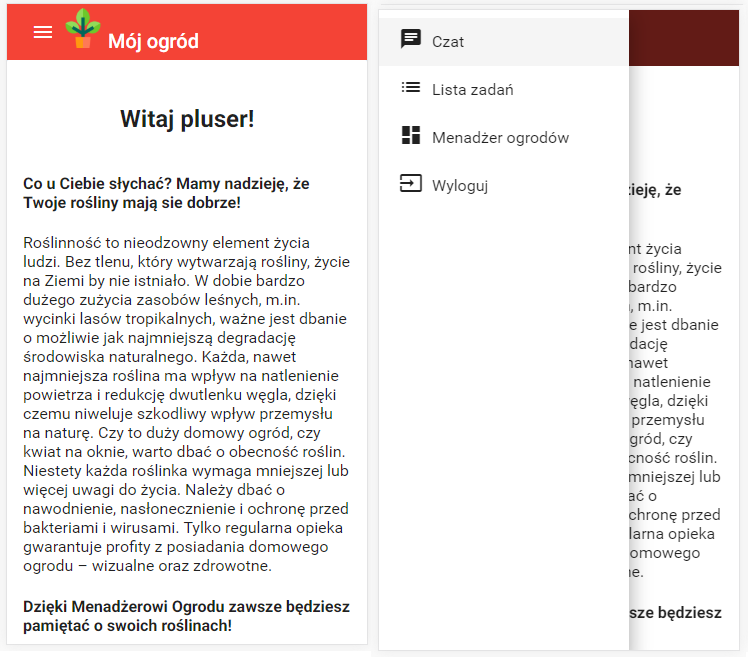 Mój ogród
Witaj pluser!
Co u Ciebie słychać? Mamy nadzieję, że
Twoje rośliny mają sie dobrze!
Roślinność to nieodzowny element życia
ludzi. Bez tlenu, który wytwarzają rośliny, życie
na Ziemi by nie istniało. W dobie bardzo
dużego zużycia zasobów leśnych, m.in.
wycinki lasów tropikalnych, ważne jest dbanie
o możliwie jak najmniejszą degradację
środowiska naturalnego. Każda, nawet
najmniejsza roślina ma wpływ na natlenienie
powietrza i redukcję dwutlenku węgla, dzięki
czemu niweluje szkodliwy wpływ przemysłu
na naturę. Czy to duży domowy ogród, czy
kwiat na oknie, warto dbać o obecność roślin.
Niestety każda roślinka wymaga mniejszej lub
więcej uwagi do życia. Należy dbać o
nawodnienie, nasłonecznienie i ochronę przed
bakteriami i wirusami. Tylko regularna opieka
gwarantuje profity z posiadania domowego
ogrodu – wizualne oraz zdrowotne.
Dzięki Menadżerowi Ogrodu zawsze będziesz
pamiętać o swoich roślinach!
Czat
Lista zadań
Menadżer ogrodów
Wyloguj
ieję, że
nt życia
rośliny, życie
bardzo
, m.in.
e jest dbanie
dację
nawet
natlenienie
ęgla, dzięki
przemysłu
gród, czy
cność roślin.
mniejszej lub
ać o
chronę przed
larna opieka
omowego
ne.
sze będziesz